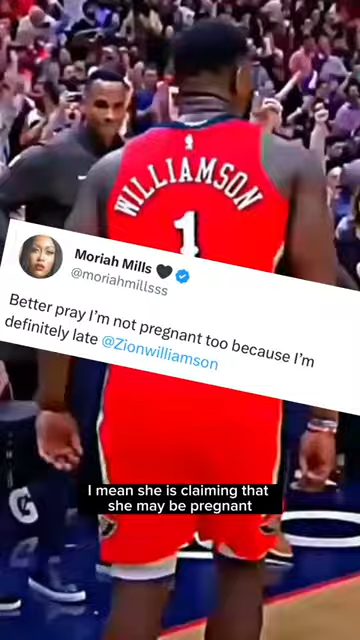 WILLIAMSON
1
Moriah Mills 🖤
@moriahmillsss
Better pray I'm not pregnant too because I'm
definitely late @Zionwilliamson
G
I mean she is claiming that
she may be pregnant